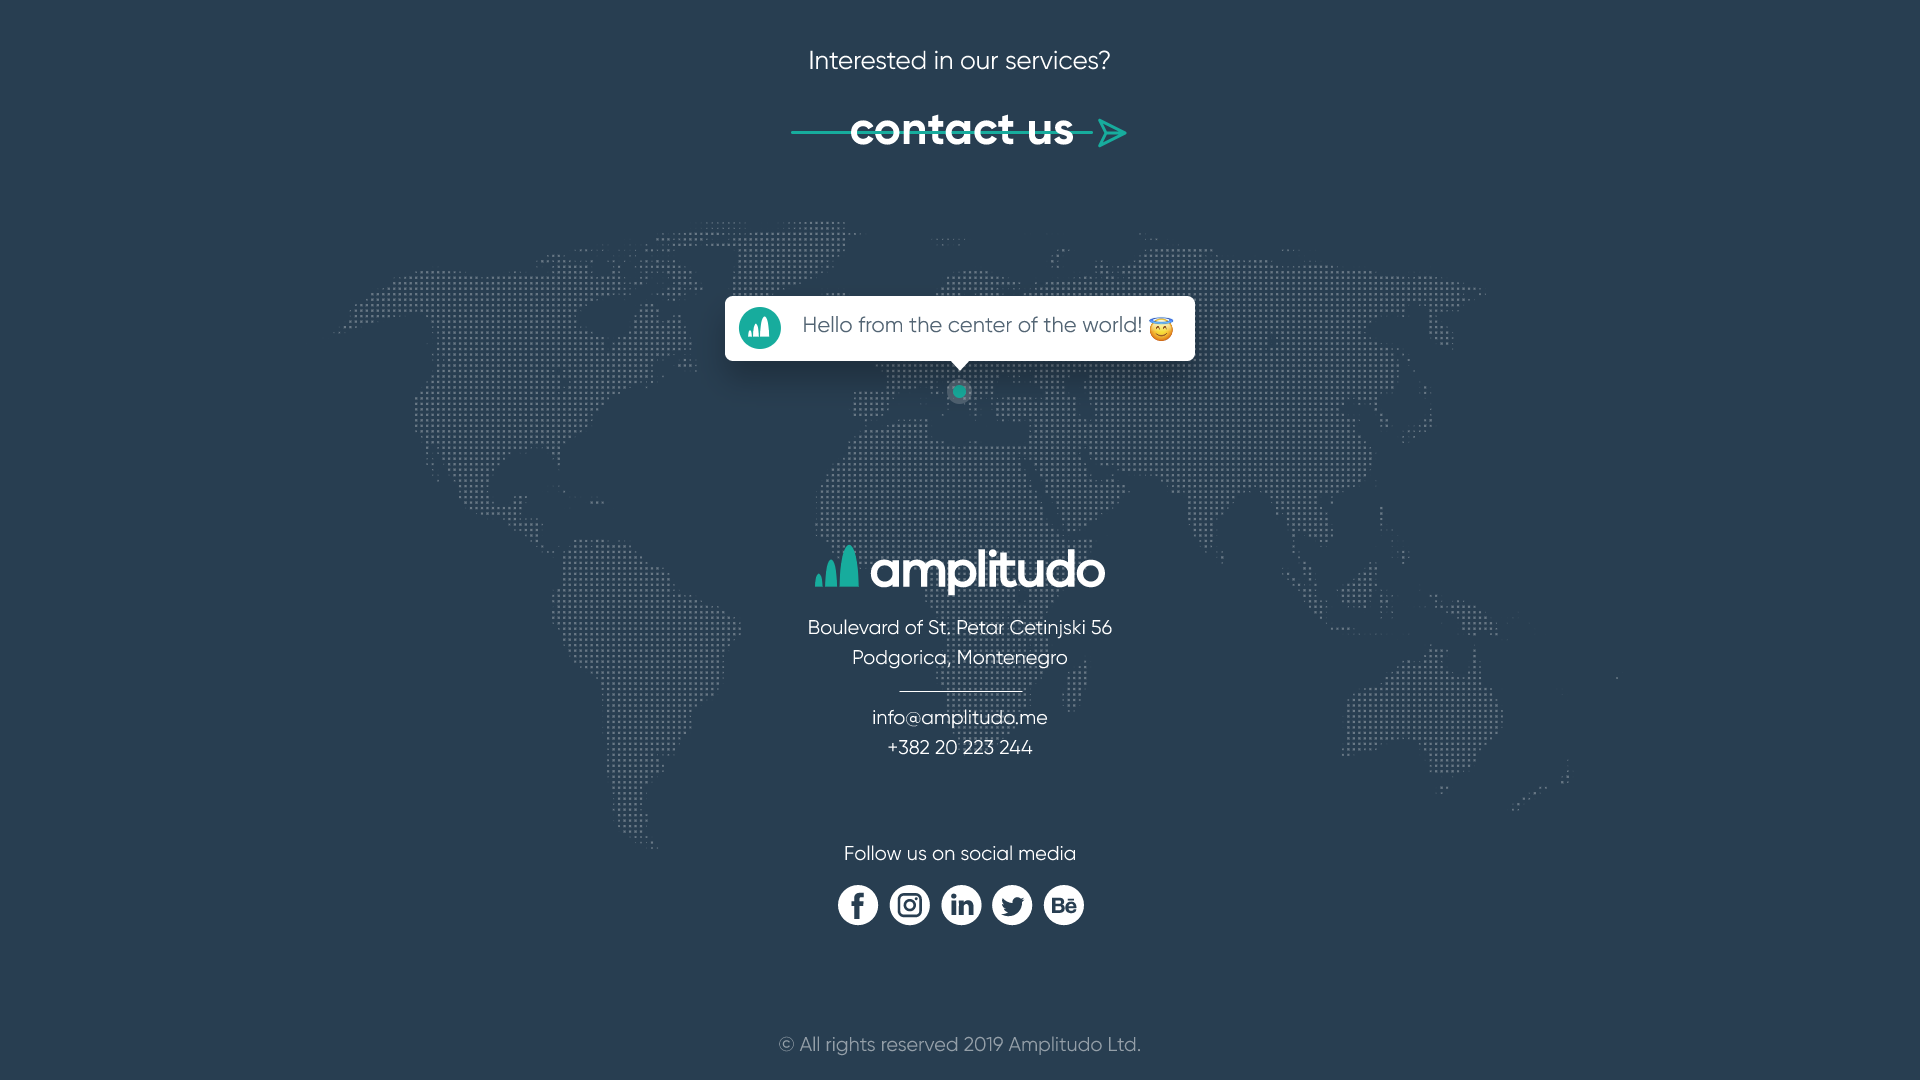 Interested in our services?
contact us
Hello from the center of the world! 😇
amplitudo
Boulevard of St. Petar Cetinjski 56
Podgorica, Montenegro
info@amplitudo.me
+382 20 223 244
Follow us on social media
f in Bē
© All rights reserved 2019 Amplitudo Ltd.